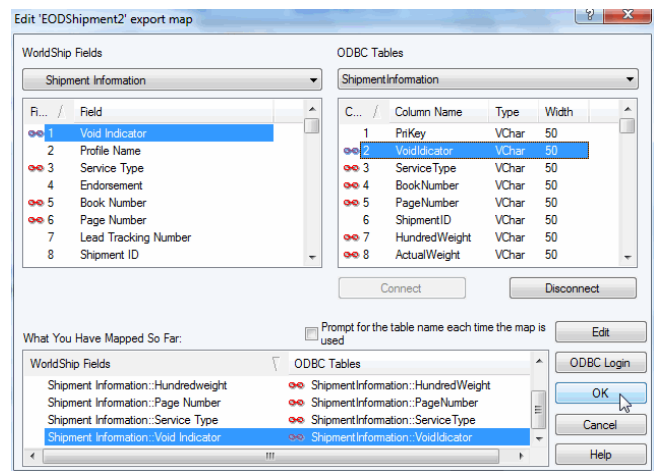 Edit 'EODShipment2' export map
WorldShip Fields
ODBC Tables
Shipment Information
ShipmentInformation
Fi... / Field
C... / Column Name Type Width
1 Void Indicator
1 PriKey VChar 50
2 Profile Name
2 VoidIdicator VChar 50
3 Service Type
3 ServiceType VChar 50
4 Endorsement
4 BookNumber VChar 50
5 Book Number
5 PageNumber VChar 50
6 Page Number
6 ShipmentID VChar 50
7 Lead Tracking Number
7 HundredWeight VChar 50
8 Shipment ID
8 ActualWeight VChar 50
Connect
Disconnect
What You Have Mapped So Far:
Prompt for the table name each time the map is
used
Edit
WorldShip Fields ODBC Tables
ODBC Login
Shipment Information::Hundredweight ShipmentInformation::HundredWeight
Shipment Information::Page Number ShipmentInformation::PageNumber
OK
Shipment Information::Service Type ShipmentInformation::ServiceType
Cancel
Shipment Information::Void Indicator ShipmentInformation::VoidIdicator
Help